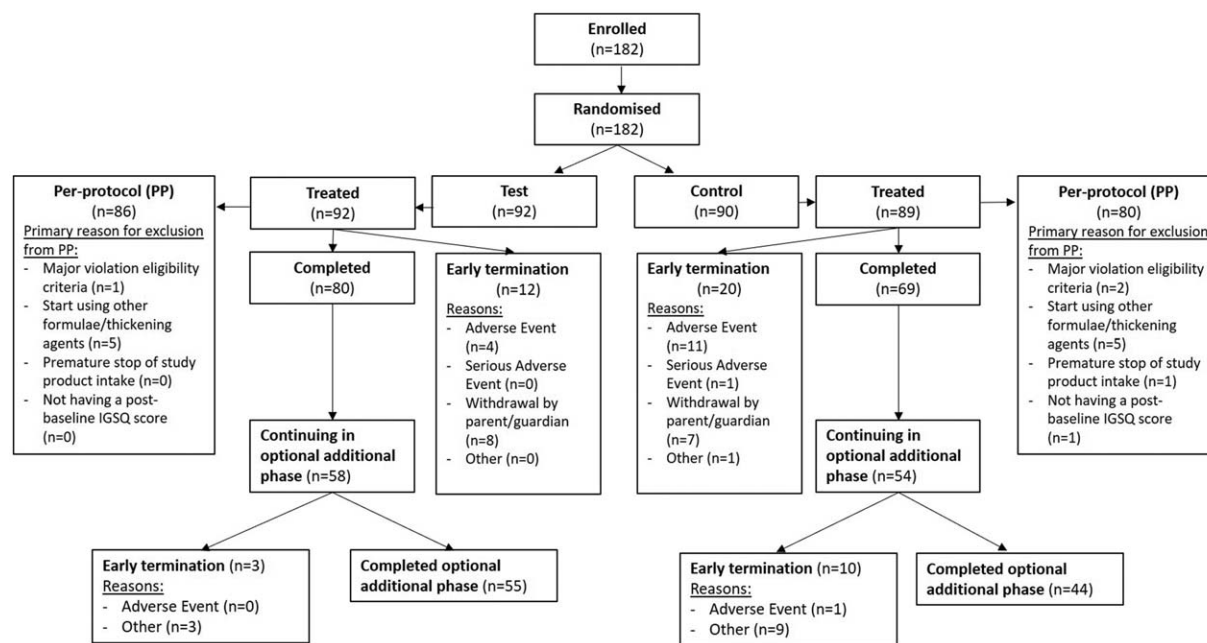 Enrolled
(n=182)
Randomised
(n=182)
Per-protocol (PP)
(n=86)
Primary reason for exclusion
from PP:
- Major violation eligibility
criteria (n=1)
- Start using other
formulae/thickening
agents (n=5)
- Premature stop of study
product intake (n=0)
- Not having a post-
baseline IGSQ score
(n=0)
Treated
(n=92)
Test
(n=92)
Control
(n=90)
Treated
(n=89)
Per-protocol (PP)
(n=80)
Primary reason for exclusion
from PP:
- Major violation eligibility
criteria (n=2)
- Start using other
formulae/thickening
agents (n=5)
- Premature stop of study
product intake (n=1)
- Not having a post-
baseline IGSQ score
(n=1)
Completed
(n=80)
Early termination
(n=12)
Reasons:
- Adverse Event
(n=4)
- Serious Adverse
Event (n=0)
- Withdrawal by
parent/guardian
(n=8)
- Other (n=0)
Early termination
(n=20)
Reasons:
- Adverse Event
(n=11)
- Serious Adverse
Event (n=1)
- Withdrawal by
parent/guardian
(n=7)
- Other (n=1)
Completed
(n=69)
Continuing in
optional additional
phase (n=58)
Continuing in
optional additional
phase (n=54)
Early termination (n=3)
Reasons:
- Adverse Event (n=0)
- Other (n=3)
Completed optional
additional phase (n=55)
Early termination (n=10)
Reasons:
- Adverse Event (n=1)
- Other (n=9)
Completed optional
additional phase (n=44)